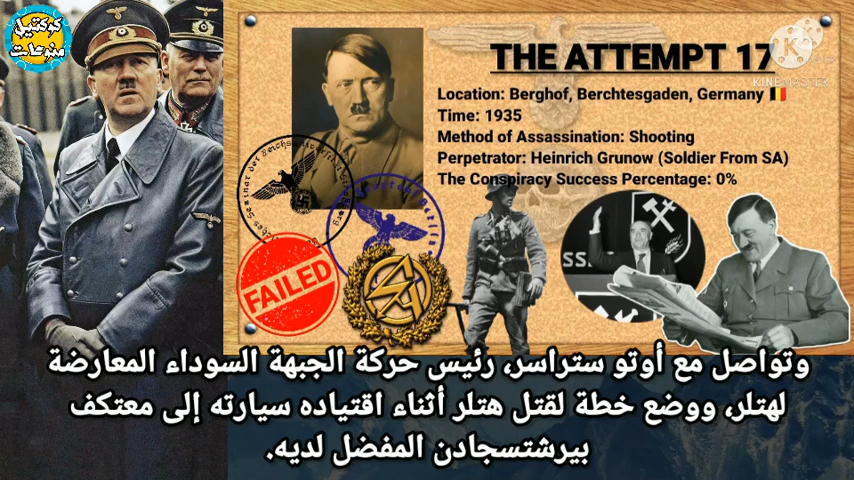 كوكتيل
منوعات
THE ATTEMPT 17
KINEMASTER
Location: Berghof, Berchtesgaden, Germany
Time: 1935
Method of Assassination: Shooting
Perpetrator: Heinrich Grunow (Soldier From SA)
The Conspiracy Success Percentage: 0%
FAILED
وتواصل مع أوتو ستراسر، رئيس حركة الجبهة السوداء المعارضة
لهتلر، ووضع خطة لقتل هتلر أثناء اقتياده سيارته إلى معتكف
بيرشتسجادن المفضل لديه.